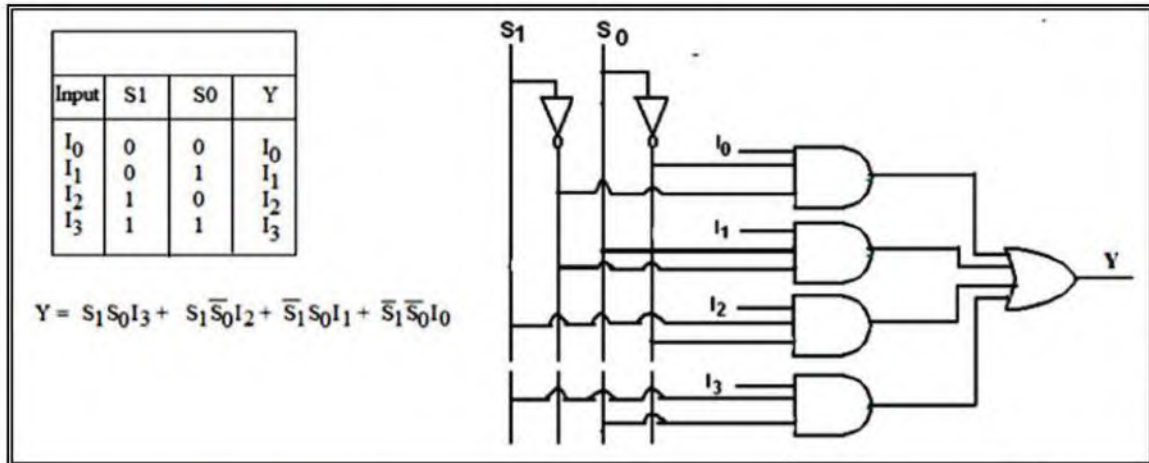 Input S1 S0 Y
I0 0 0 I0
I1 0 1 I1
I2 1 0 I2
I3 1 1 I3
Y = S1S0I3 + S1S̅0I2 + S̅1S0I1 + S̅1S̅0I0
S1 S0
I0
I1
Y
I2
I3